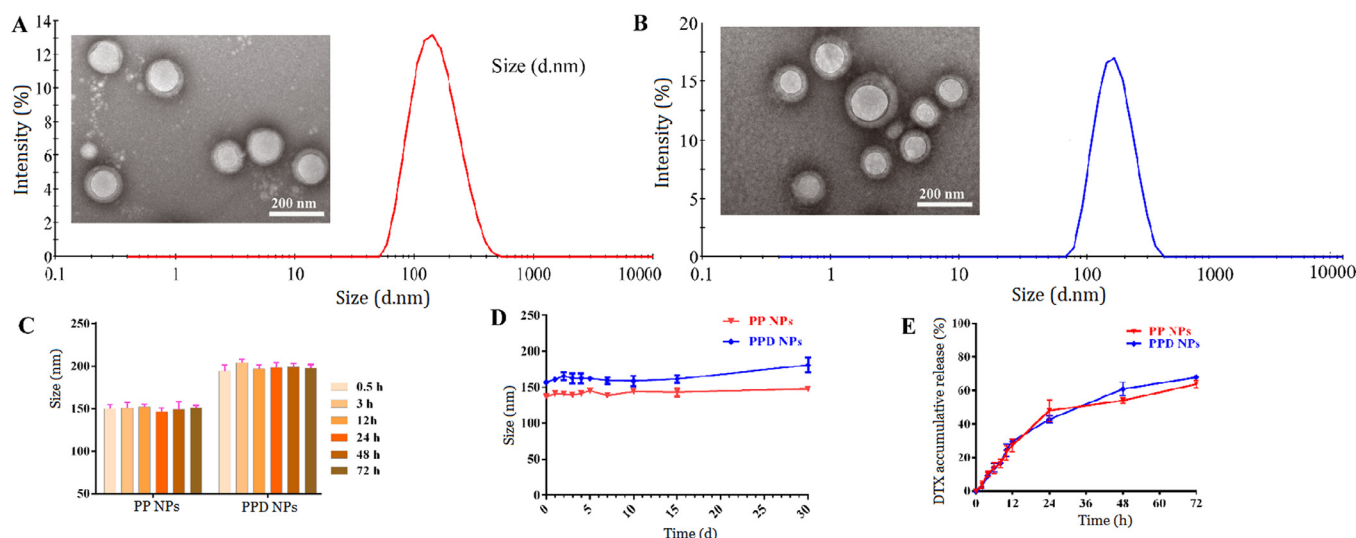 A
Intensity (%)
14
12
10
8
6
4
2
0
200 nm
Size (d.nm)
0.1
1
10
100
1000
10000
Size (d.nm)
B
Intensity (%)
20
15
10
5
0
200 nm
0.1
1
10
100
1000
10000
Size (d.nm)
C
Size (nm)
250
200
150
100
50
PP NPs
PPD NPs
0.5 h
3 h
12h
24 h
48 h
72 h
D
Size (nm)
250
200
150
100
50
0
PP NPs
PPD NPs
0
5
10
15
20
25
30
Time (d)
E
DTX accumulative release (%)
100
80
60
40
20
0
PP NPs
PPD NPs
0
12
24
36
48
60
72
Time (h)